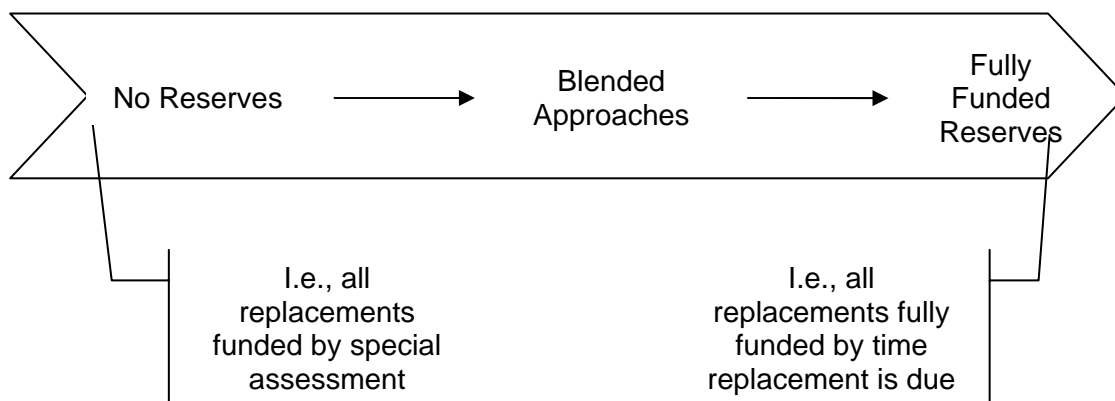 No Reserves
Blended
Approaches
Fully
Funded
Reserves
I.e., all
replacements
funded by special
assessment
I.e., all
replacements fully
funded by time
replacement is due